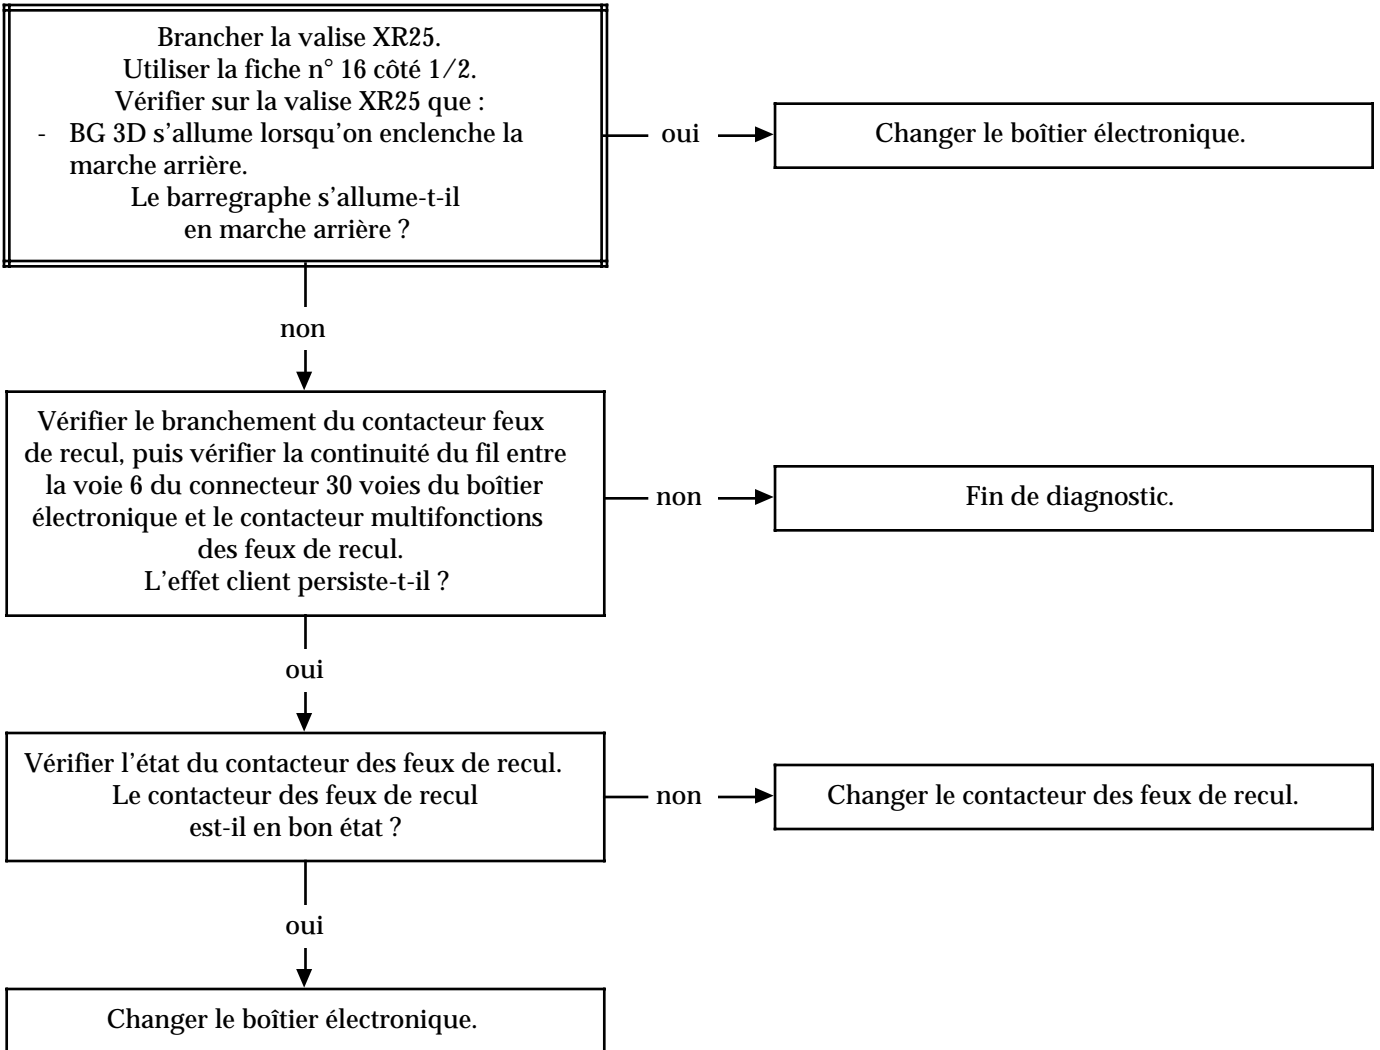 Brancher la valise XR25.
Utiliser la fiche n° 16 côté 1/2.
Vérifier sur la valise XR25 que :
- BG 3D s’allume lorsqu’on enclenche la
marche arrière.
Le barregraphe s’allume-t-il
en marche arrière ?
oui
Changer le boîtier électronique.
non
Vérifier le branchement du contacteur feux
de recul, puis vérifier la continuité du fil entre
la voie 6 du connecteur 30 voies du boîtier
électronique et le contacteur multifonctions
des feux de recul.
L’effet client persiste-t-il ?
non
Fin de diagnostic.
oui
Vérifier l’état du contacteur des feux de recul.
Le contacteur des feux de recul
est-il en bon état ?
non
Changer le contacteur des feux de recul.
oui
Changer le boîtier électronique.